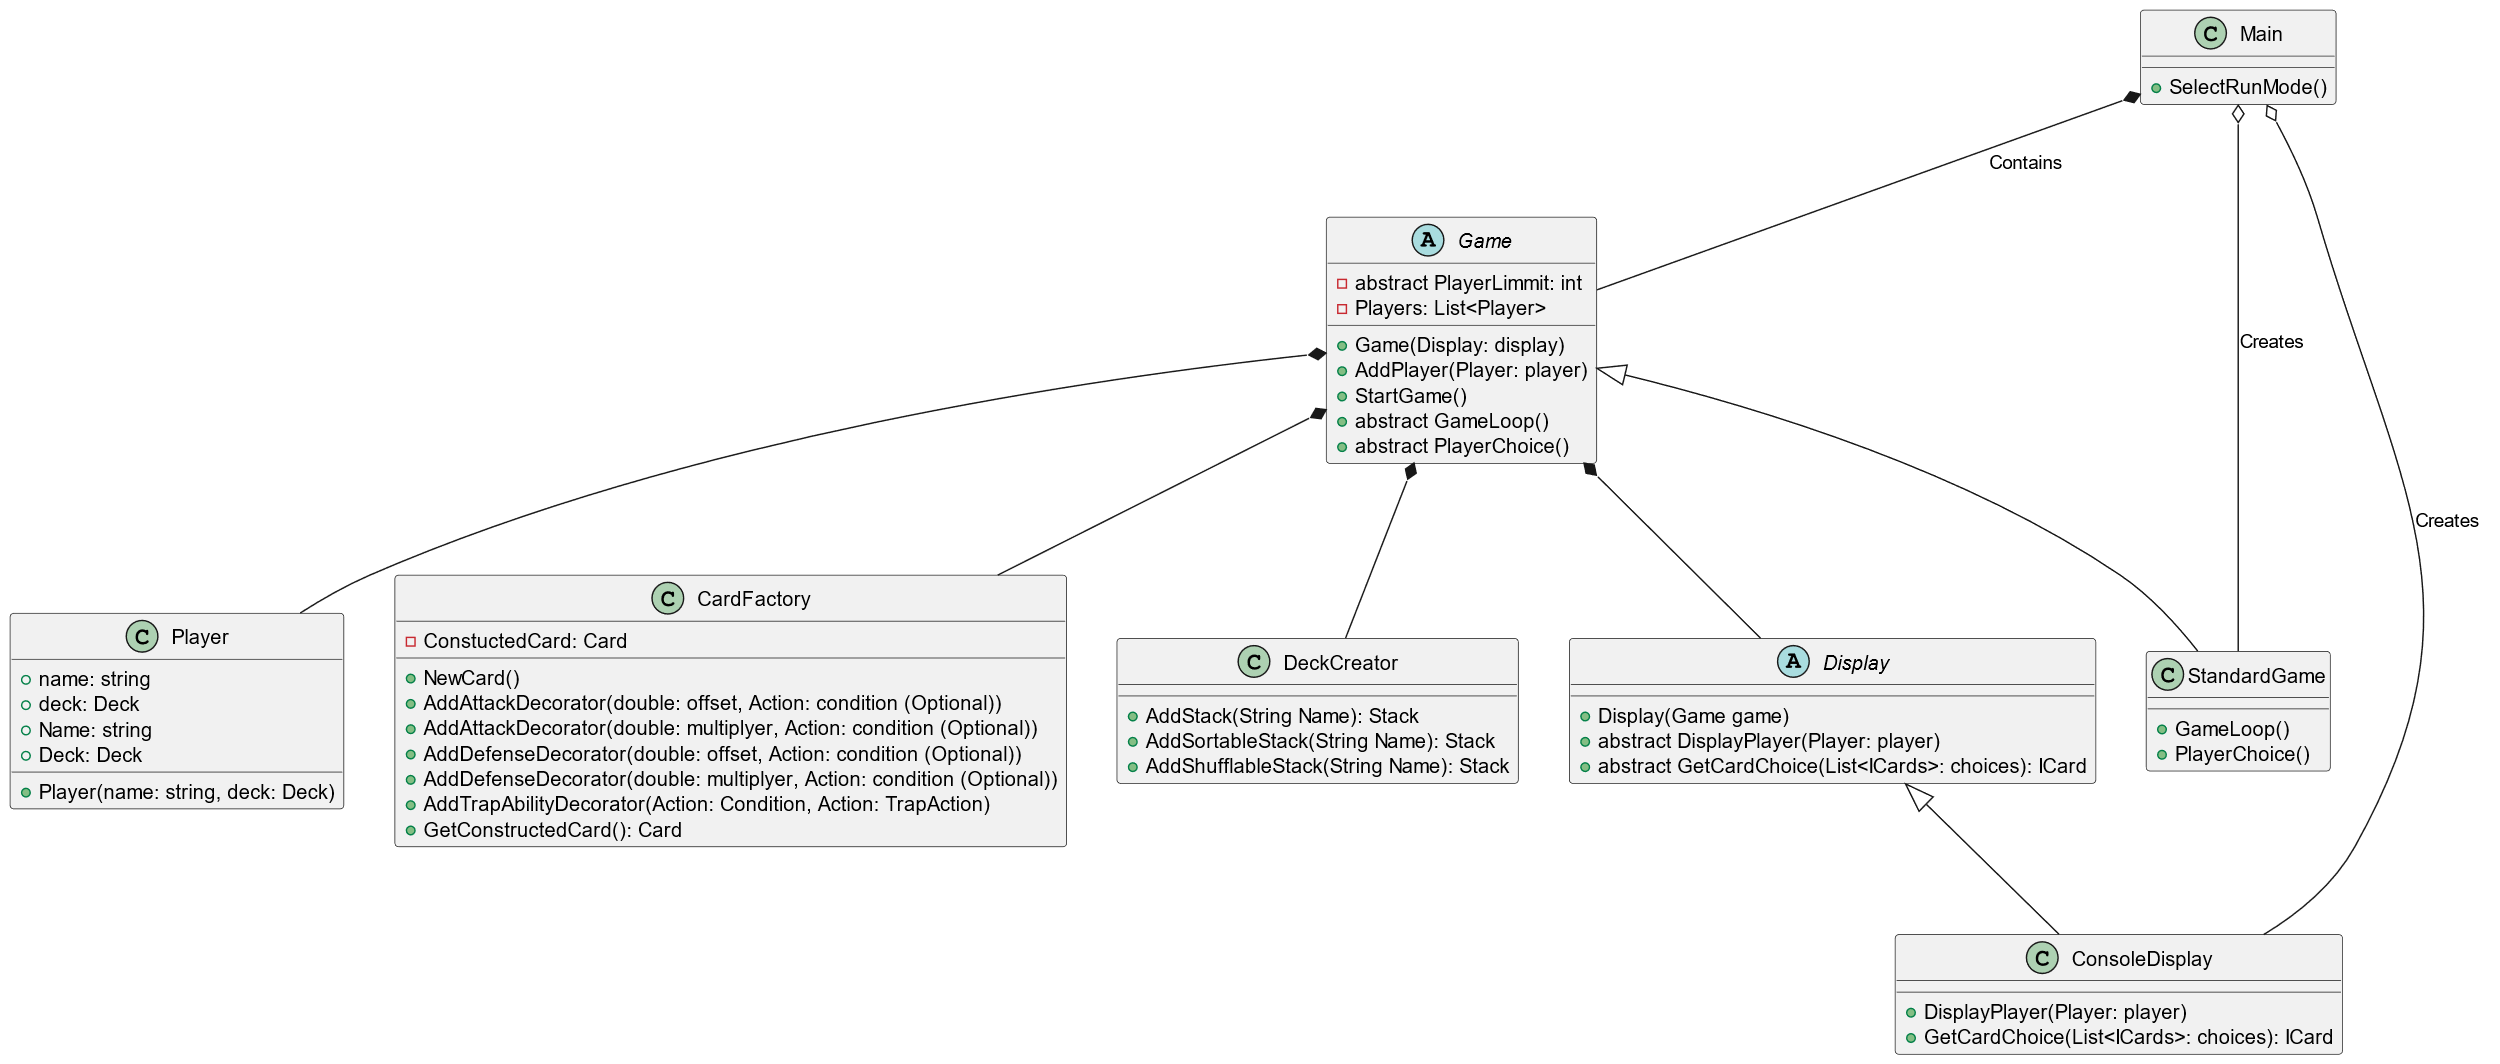 C Main
SelectRunMode()
Contains
A Game
abstract PlayerLimmit: int
Players: List<Player>
Game(Display: display)
AddPlayer(Player: player)
StartGame()
abstract GameLoop()
abstract PlayerChoice()
Creates
Creates
C Player
name: string
deck: Deck
Name: string
Deck: Deck
Player(name: string, deck: Deck)
C CardFactory
ConstuctedCard: Card
NewCard()
AddAttackDecorator(double: offset, Action: condition (Optional))
AddAttackDecorator(double: multiplyer, Action: condition (Optional))
AddDefenseDecorator(double: offset, Action: condition (Optional))
AddDefenseDecorator(double: multiplyer, Action: condition (Optional))
AddTrapAbilityDecorator(Action: Condition, Action: TrapAction)
GetConstructedCard(): Card
C DeckCreator
AddStack(String Name): Stack
AddSortableStack(String Name): Stack
AddShufflableStack(String Name): Stack
A Display
Display(Game game)
abstract DisplayPlayer(Player: player)
abstract GetCardChoice(List<ICards>: choices): ICard
C StandardGame
GameLoop()
PlayerChoice()
C ConsoleDisplay
DisplayPlayer(Player: player)
GetCardChoice(List<ICards>: choices): ICard